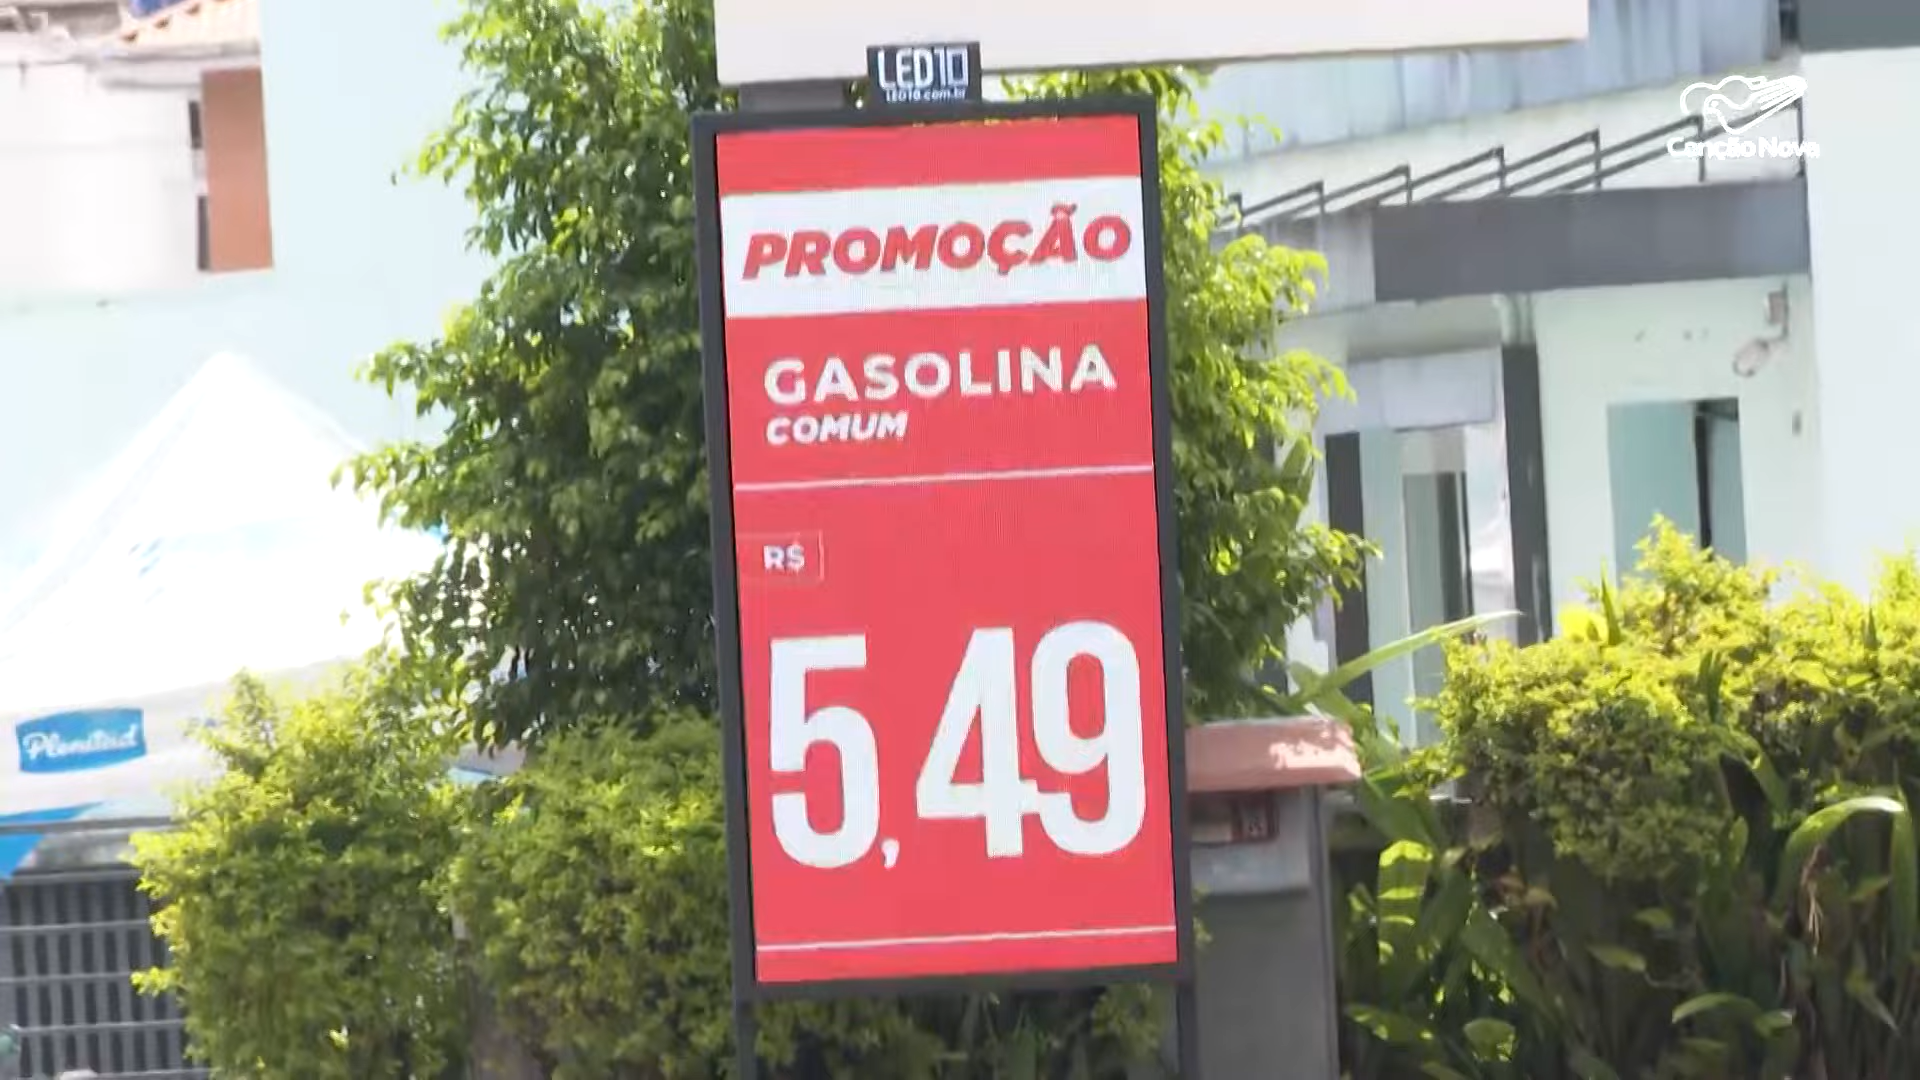 LED10
LED10.com.br
Canção Nova
PROMOÇÃO
GASOLINA
COMUM
R$
5,49
Plenitud